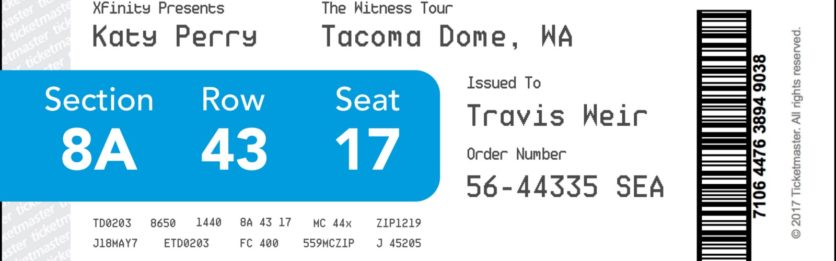 Xfinity Presents
The Witness Tour
Katy Perry
Tacoma Dome, WA
Section Row Seat
8A 43 17
Issued To
Travis Weir
Order Number
56-44335 SEA
TD0203 8650 1440 8A 43 17 MC 44x ZIP1219
J18MAY7 ETD0203 FC 400 559MCZIP J 45205
7106 4476 3894 9038
© 2017 Ticketmaster. All rights reserved.
ticketmaster